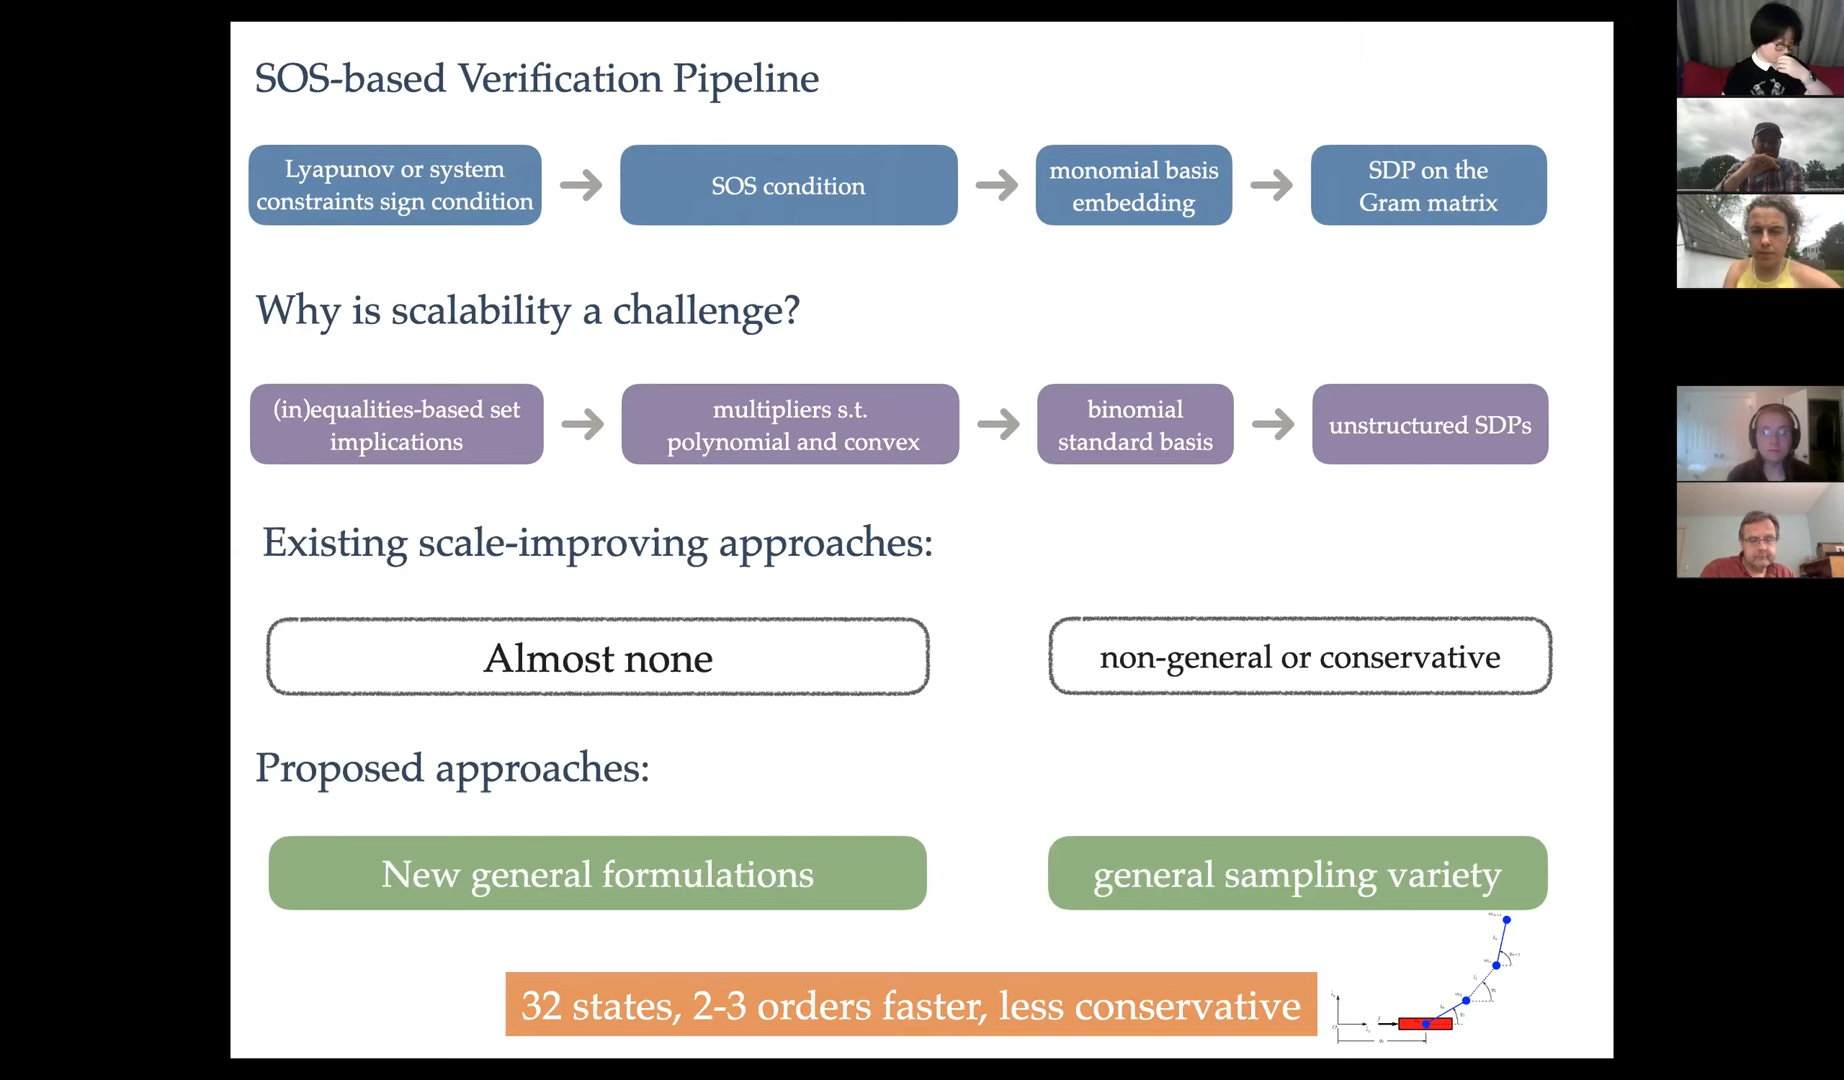 SOS-based Verification Pipeline
Lyapunov or system
constraints sign condition
SOS condition
monomial basis
embedding
SDP on the
Gram matrix
Why is scalability a challenge?
(in)equalities-based set
implications
multipliers s.t.
polynomial and convex
binomial
standard basis
unstructured SDPs
Existing scale-improving approaches:
Almost none
non-general or conservative
Proposed approaches:
New general formulations
general sampling variety
32 states, 2-3 orders faster, less conservative